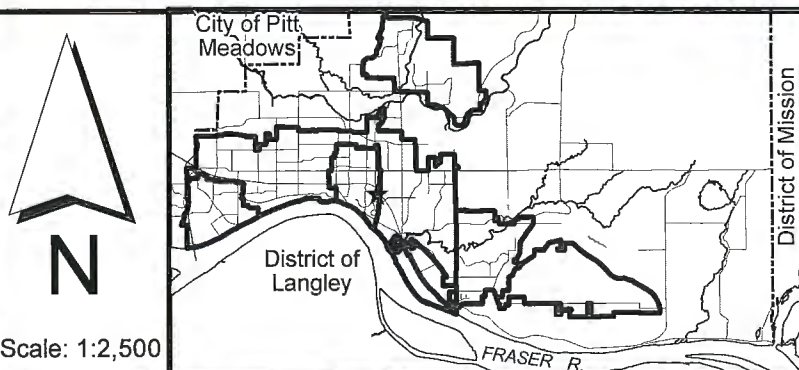 N
Scale: 1:2,500
City of Pitt
Meadows
District of
Langley
FRASER R.
District of Mission